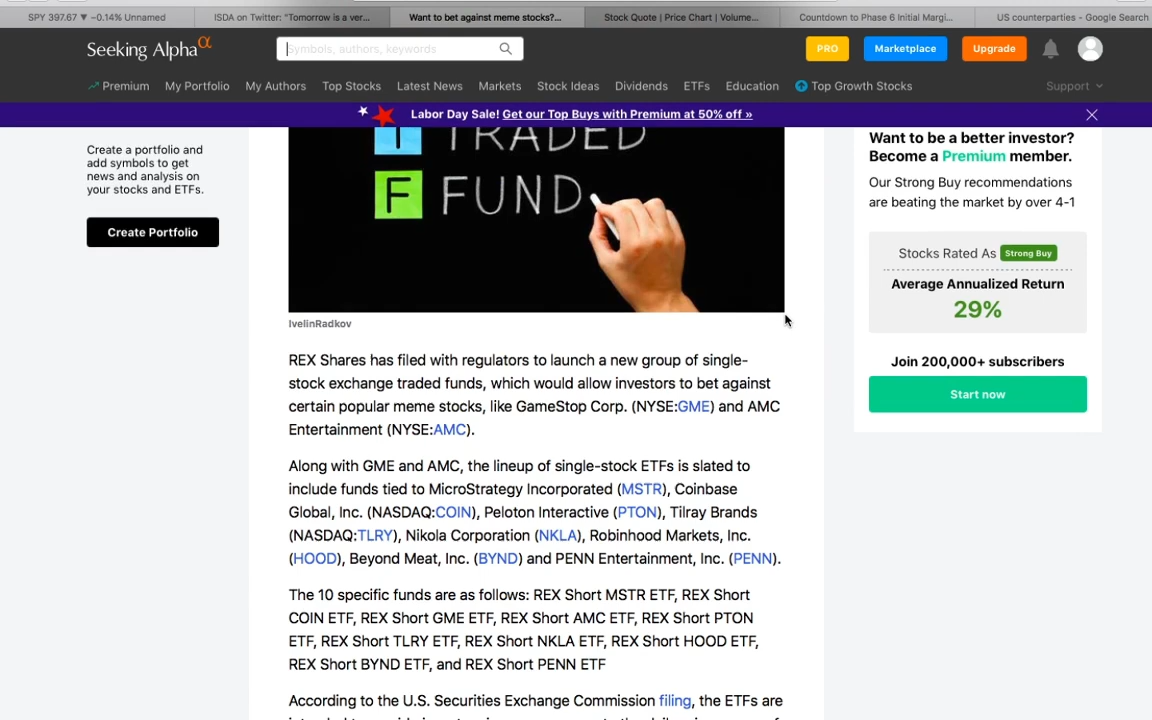 SPY 397.67 ▼ −0.14% Unnamed
ISDA on Twitter: "Tomorrow is a ver...
Want to bet against meme stocks?...
Stock Quote | Price Chart | Volume...
Countdown to Phase 6 Initial Margi...
US counterparties - Google Search
Seeking Alpha α
Symbols, authors, keywords
PRO
Marketplace
Upgrade
Premium
My Portfolio
My Authors
Top Stocks
Latest News
Markets
Stock Ideas
Dividends
ETFs
Education
Top Growth Stocks
Support
Labor Day Sale! Get our Top Buys with Premium at 50% off »
Create a portfolio and
add symbols to get
news and analysis on
your stocks and ETFs.
Create Portfolio
T TRADED
F FUND
IvelinRadkov
REX Shares has filed with regulators to launch a new group of single-
stock exchange traded funds, which would allow investors to bet against
certain popular meme stocks, like GameStop Corp. (NYSE:GME) and AMC
Entertainment (NYSE:AMC).
Along with GME and AMC, the lineup of single-stock ETFs is slated to
include funds tied to MicroStrategy Incorporated (MSTR), Coinbase
Global, Inc. (NASDAQ:COIN), Peloton Interactive (PTON), Tilray Brands
(NASDAQ:TLRY), Nikola Corporation (NKLA), Robinhood Markets, Inc.
(HOOD), Beyond Meat, Inc. (BYND) and PENN Entertainment, Inc. (PENN).
The 10 specific funds are as follows: REX Short MSTR ETF, REX Short
COIN ETF, REX Short GME ETF, REX Short AMC ETF, REX Short PTON
ETF, REX Short TLRY ETF, REX Short NKLA ETF, REX Short HOOD ETF,
REX Short BYND ETF, and REX Short PENN ETF
According to the U.S. Securities Exchange Commission filing, the ETFs are
Want to be a better investor?
Become a Premium member.
Our Strong Buy recommendations
are beating the market by over 4-1
Stocks Rated As Strong Buy
Average Annualized Return
29%
Join 200,000+ subscribers
Start now